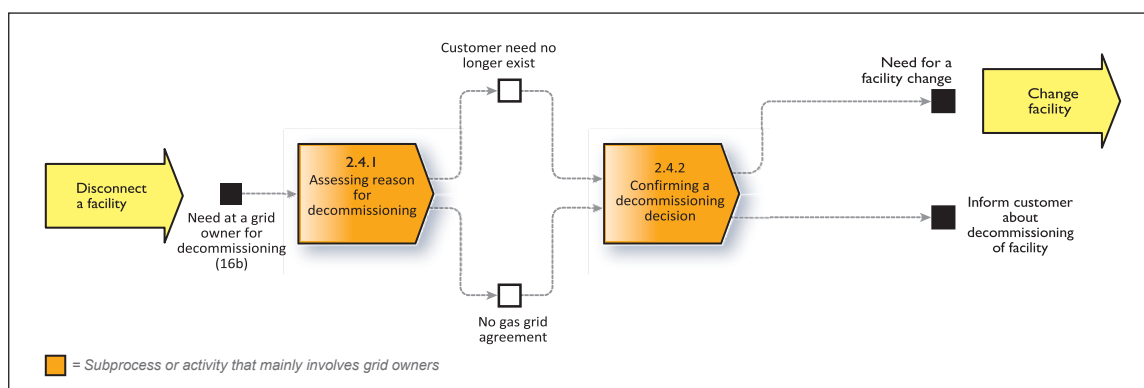 Disconnect
a facility
Need at a grid
owner for
decommissioning
(16b)
2.4.1
Assessing reason
for
decommissioning
Customer need no
longer exist
No gas grid
agreement
2.4.2
Confirming a
decommissioning
decision
Need for a
facility change
Change
facility
Inform customer
about
decommissioning
of facility
= Subprocess or activity that mainly involves grid owners